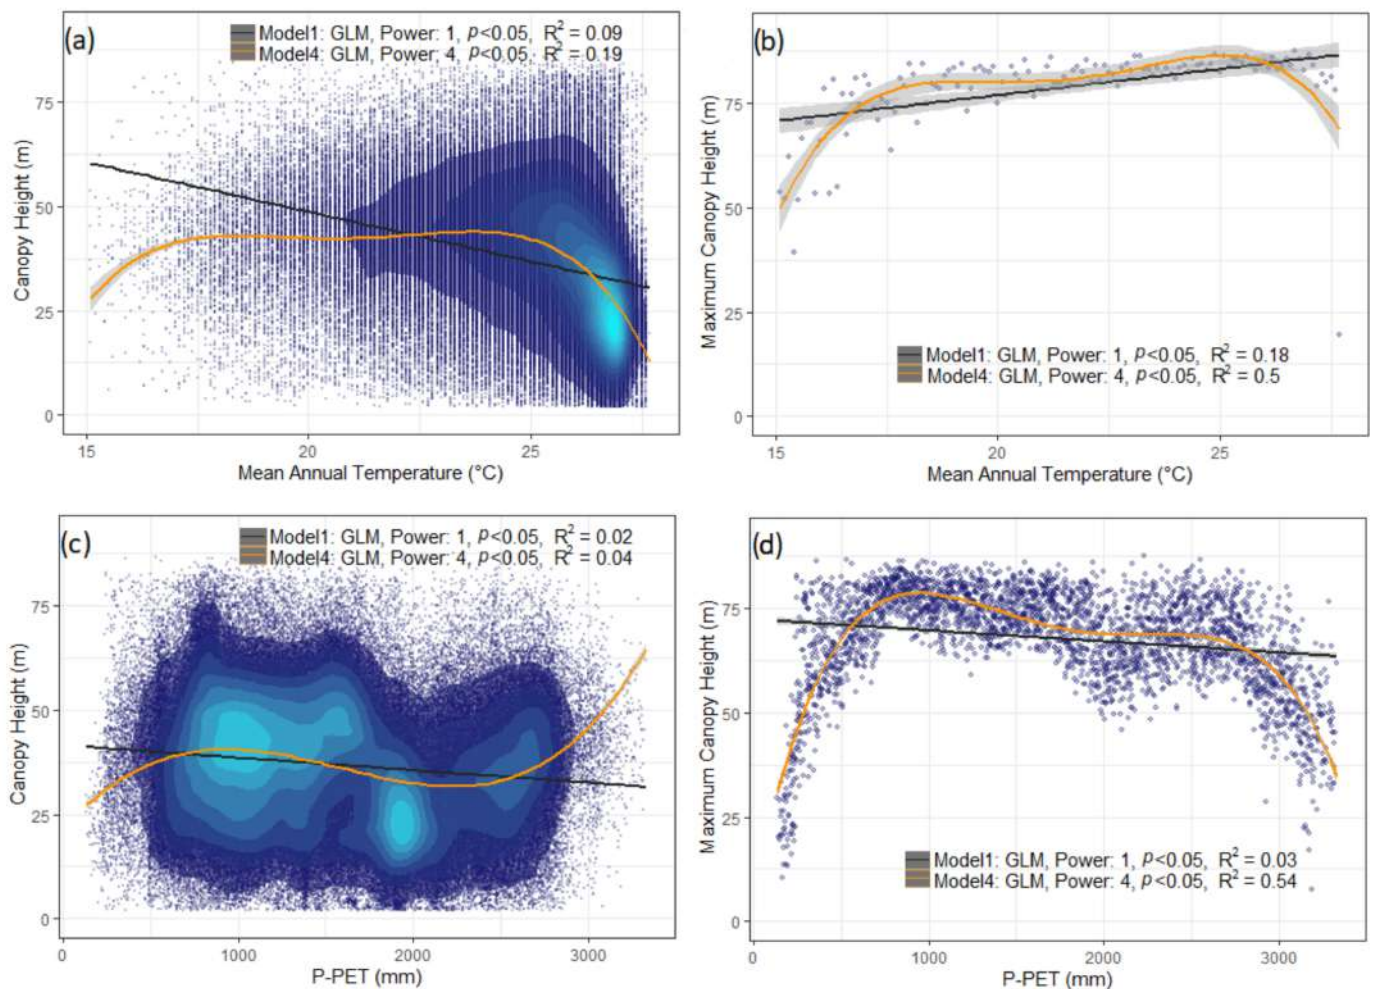 (a)
Model1: GLM, Power: 1, p<0.05, R² = 0.09
Model4: GLM, Power: 4, p<0.05, R² = 0.19
Canopy Height (m)
75
50
25
0
15
20
25
Mean Annual Temperature (°C)
(b)
Maximum Canopy Height (m)
75
50
25
0
Model1: GLM, Power: 1, p<0.05, R² = 0.18
Model4: GLM, Power: 4, p<0.05, R² = 0.5
15
20
25
Mean Annual Temperature (°C)
(c)
Model1: GLM, Power: 1, p<0.05, R² = 0.02
Model4: GLM, Power: 4, p<0.05, R² = 0.04
Canopy Height (m)
75
50
25
0
0
1000
2000
3000
P-PET (mm)
(d)
Maximum Canopy Height (m)
75
50
25
0
Model1: GLM, Power: 1, p<0.05, R² = 0.03
Model4: GLM, Power: 4, p<0.05, R² = 0.54
0
1000
2000
3000
P-PET (mm)